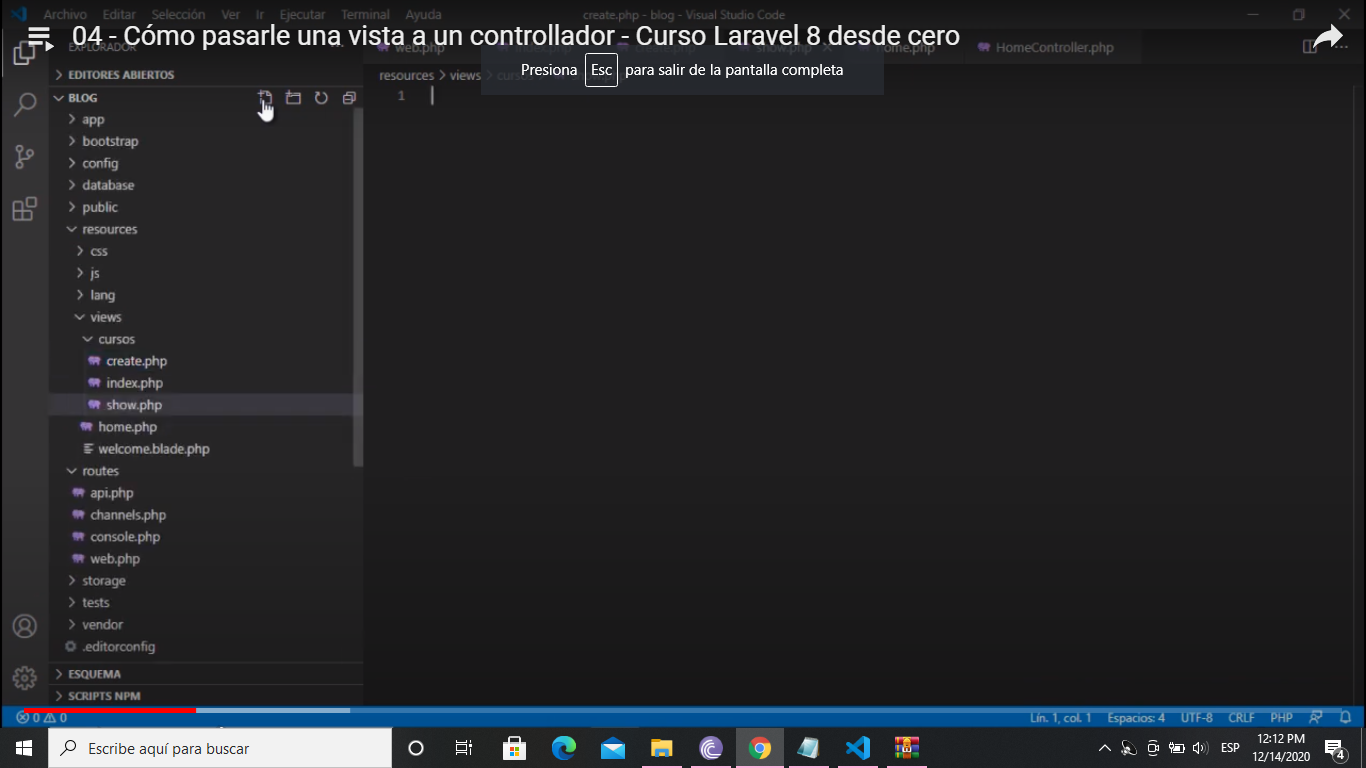 Archivo Editar Selección Ver Ir Ejecutar Terminal Ayuda create.php - blog - Visual Studio Code
04 - Cómo pasarle una vista a un controllador - Curso Laravel 8 desde cero
EXPLORADOR web.php show.php home.php HomeController.php
Presiona Esc para salir de la pantalla completa
EDITORES ABIERTOS
resources > views > cursos
BLOG
1
app
bootstrap
config
database
public
resources
css
js
lang
views
cursos
create.php
index.php
show.php
home.php
welcome.blade.php
routes
api.php
channels.php
console.php
web.php
storage
tests
vendor
.editorconfig
ESQUEMA
SCRIPTS NPM
0 0 Lín. 1, col. 1 Espacios: 4 UTF-8 CRLF PHP
Escribe aquí para buscar
ESP
12:12 PM
12/14/2020
4